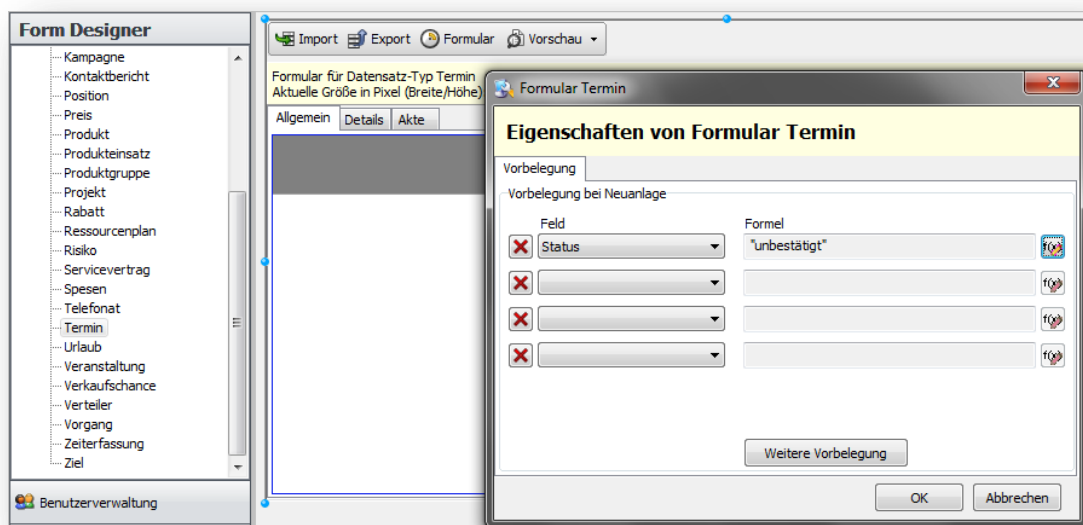 Form Designer
Kampagne
Kontaktbericht
Position
Preis
Produkt
Produkteinsatz
Produktgruppe
Projekt
Rabatt
Ressourcenplan
Risiko
Servicevertrag
Spesen
Telefonat
Termin
Urlaub
Veranstaltung
Verkaufschance
Verteiler
Vorgang
Zeiterfassung
Ziel
Benutzerverwaltung
Import Export Formular Vorschau
Formular für Datensatz-Typ Termin
Aktuelle Größe in Pixel (Breite/Höhe)
Allgemein Details Akte
Formular Termin
Eigenschaften von Formular Termin
Vorbelegung
Vorbelegung bei Neuanlage
Feld Formel
Status "unbestätigt" f(x)
f(x)
f(x)
f(x)
Weitere Vorbelegung
OK Abbrechen